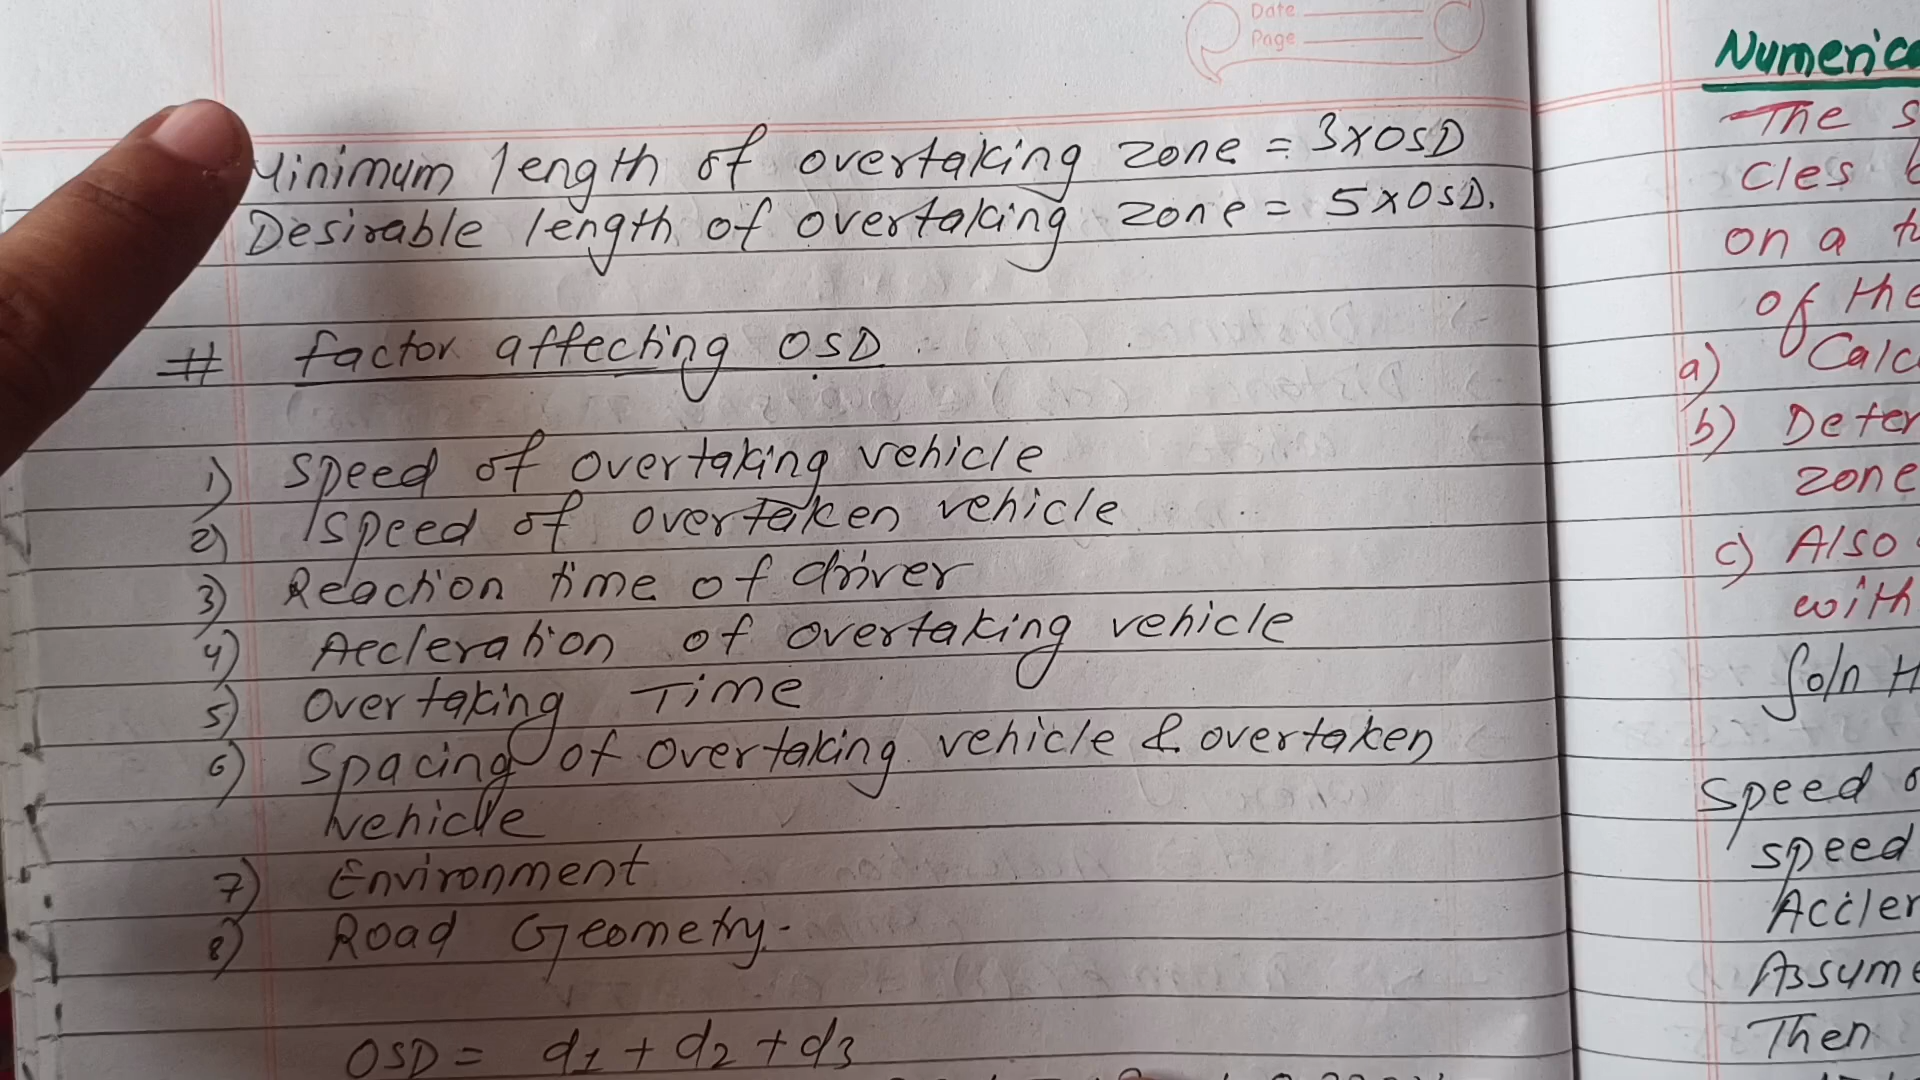 Date
Page
Minimum length of overtaking zone = 3xOSD
Desirable length of overtaking zone = 5xOSD.
# factor affecting OSD
1) Speed of overtaking vehicle
2) speed of overtaken vehicle
3) Reaction time of driver
4) Accleration of overtaking vehicle
5) Overtaking Time
6) Spacing of overtaking vehicle & overtaken
vehicle
7) Environment
8) Road Geometry.
OSD = d1 + d2 + d3
Numerica
The s
cles
on a
of the
a) Calc
b) Deter
zone
c) Also
with
Soln H
Speed o
speed
Accler
Assume
Then